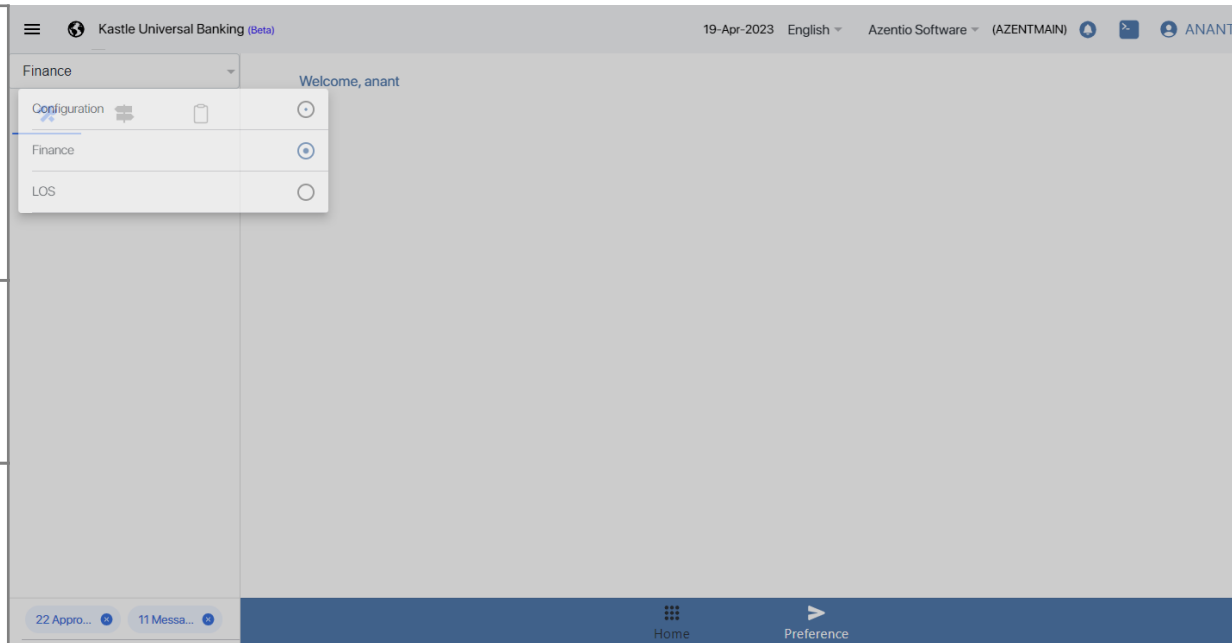 Kastle Universal Banking (Beta) 19-Apr-2023 English Azentio Software (AZENTMAIN) ANANT
Finance
Welcome, anant
Configuration
Finance
LOS
22 Appro... 11 Messa...
Home Preference